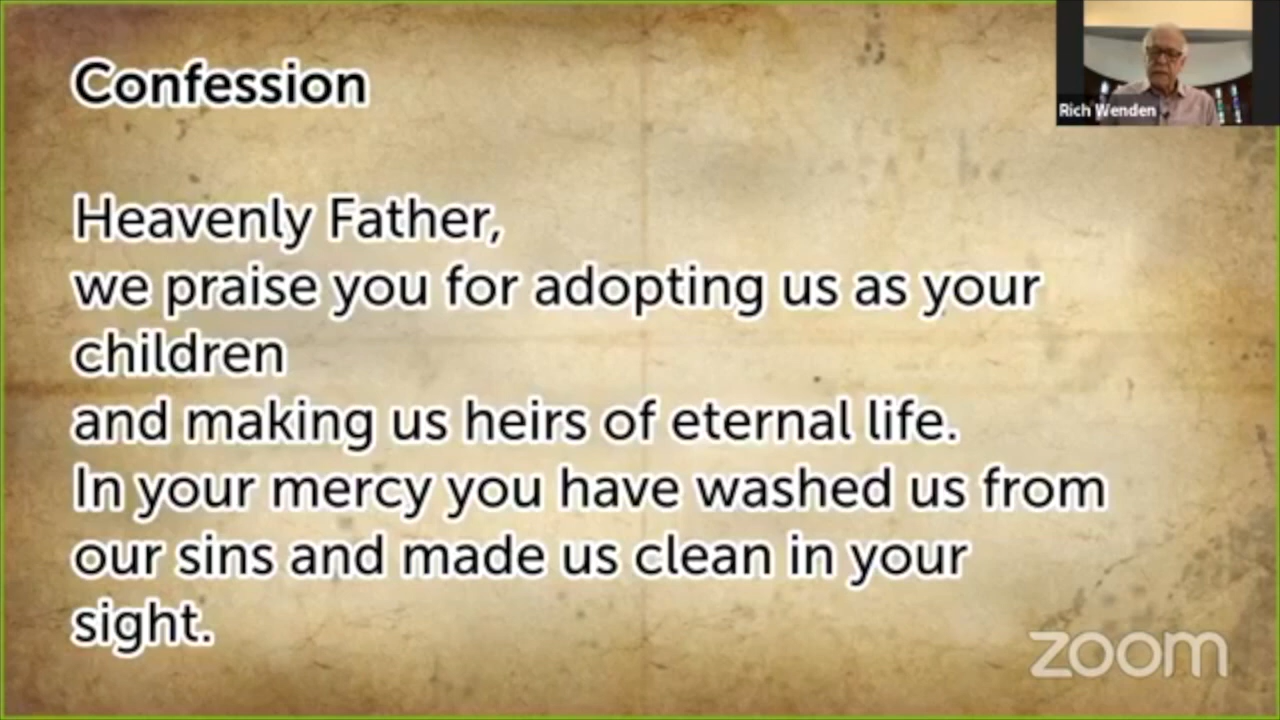 Confession
Rich Wenden
Heavenly Father,
we praise you for adopting us as your
children
and making us heirs of eternal life.
In your mercy you have washed us from
our sins and made us clean in your
sight.
zoom